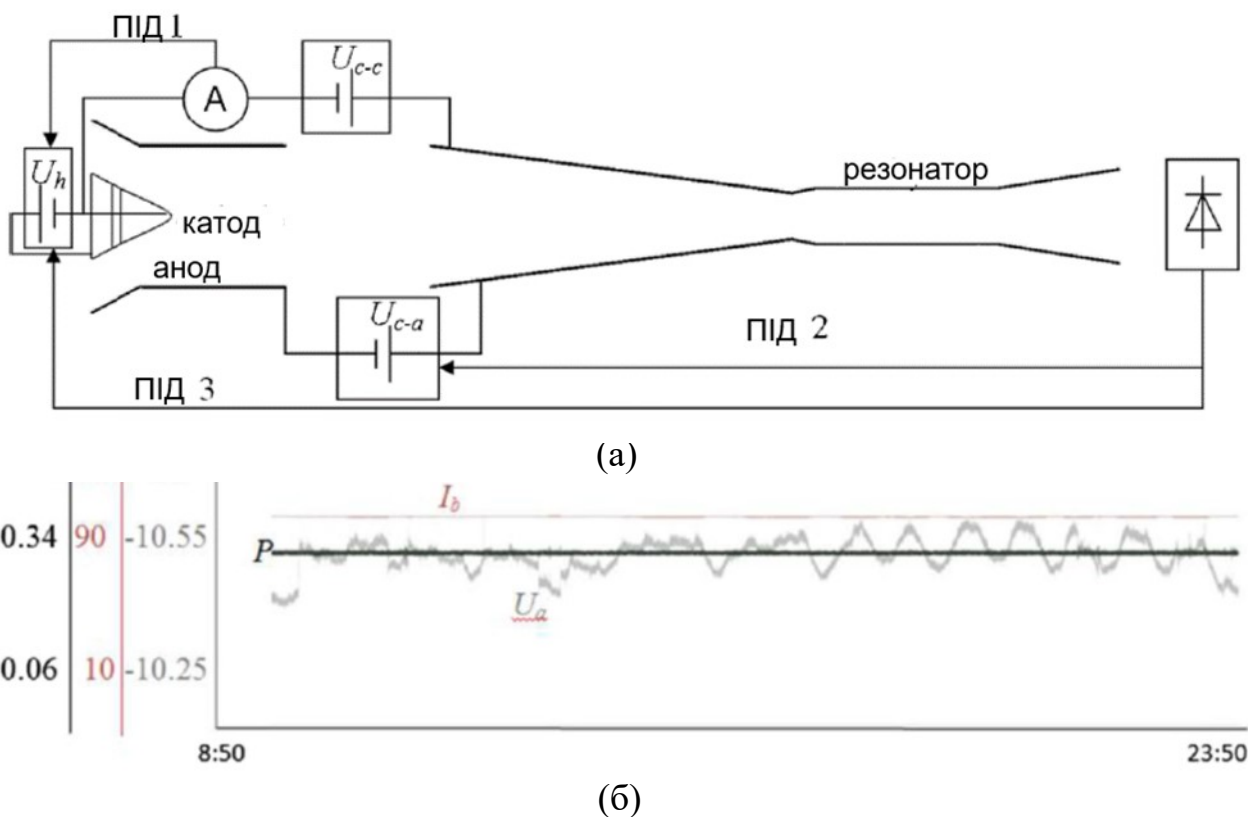 ПІД 1
U_c-c
A
U_h
катод
анод
резонатор
U_c-a
ПІД 2
ПІД 3
(а)
I_b
0.34 90 -10.55
P
U_a
0.06 10 -10.25
8:50 23:50
(б)